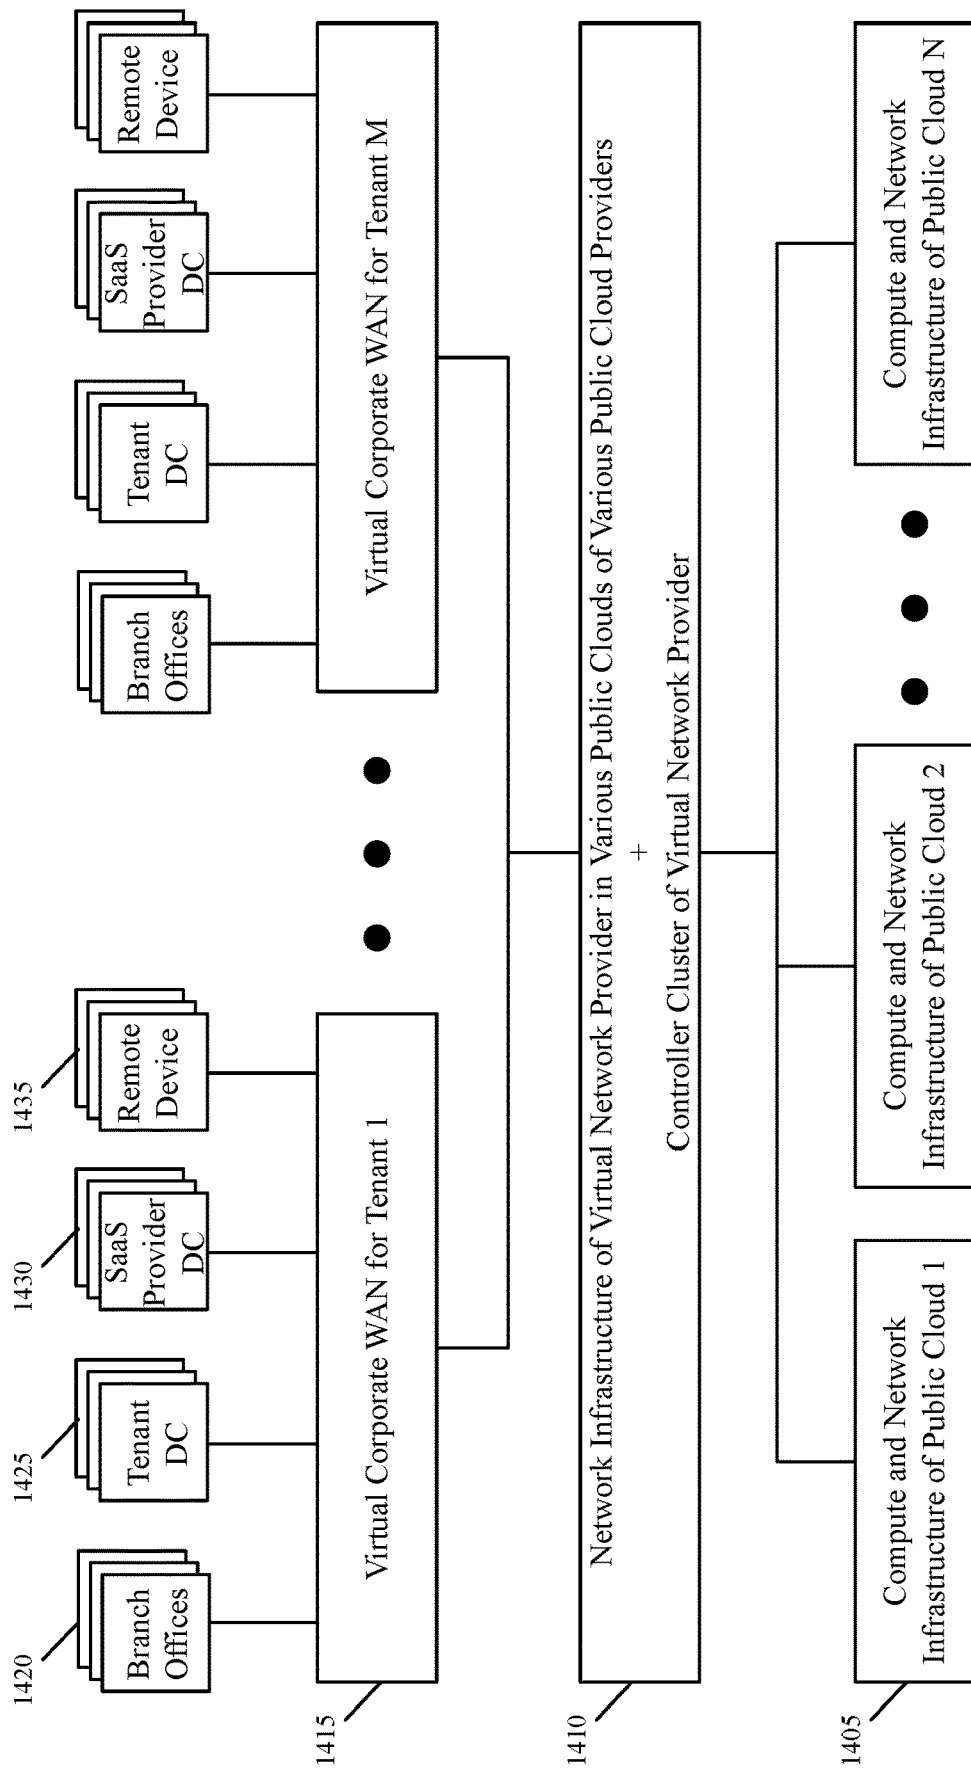 1420
1425
1430
1435
Branch
Offices
Tenant
DC
SaaS
Provider
DC
Remote
Device
Branch
Offices
Tenant
DC
SaaS
Provider
DC
Remote
Device
1415
Virtual Corporate WAN for Tenant 1
Virtual Corporate WAN for Tenant M
1410
Network Infrastructure of Virtual Network Provider in Various Public Clouds of Various Public Cloud Providers
+
Controller Cluster of Virtual Network Provider
1405
Compute and Network
Infrastructure of Public Cloud 1
Compute and Network
Infrastructure of Public Cloud 2
Compute and Network
Infrastructure of Public Cloud N